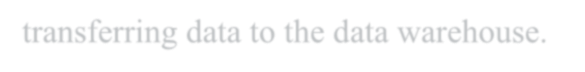 transferring data to the data warehouse.